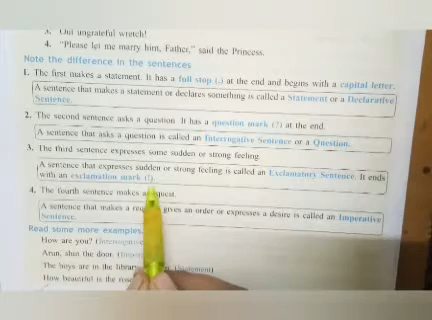 3. Oh! ungrateful wretch!
4. "Please let me marry him, Father," said the Princess.
Note the difference in the sentences
1. The first makes a statement. It has a full stop (.) at the end and begins with a capital letter.
A sentence that makes a statement or declares something is called a Statement or a Declarative
Sentence.
2. The second sentence asks a question. It has a question mark (?) at the end.
A sentence that asks a question is called an Interrogative Sentence or a Question.
3. The third sentence expresses some sudden or strong feeling.
A sentence that expresses sudden or strong feeling is called an Exclamatory Sentence. It ends
with an exclamation mark (!).
4. The fourth sentence makes a request.
A sentence that makes a gives an order or expresses a desire is called an Imperative
Sentence.
Read some more examples
How are you? (Interrogative
Arun, shut the door.
The boys are in the library (Statement)
How beautiful is the rose